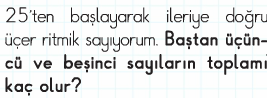 25'ten başlayarak ileriye doğru
üçer ritmik sayıyorum. Baştan üçün-
cü ve beşinci sayıların toplamı
kaç olur?